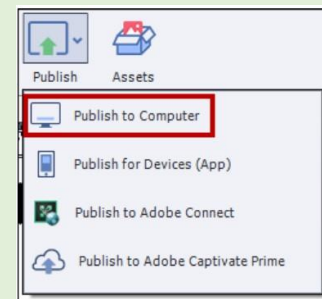 Publish Assets
Publish to Computer
Publish for Devices (App)
Publish to Adobe Connect
Publish to Adobe Captivate Prime